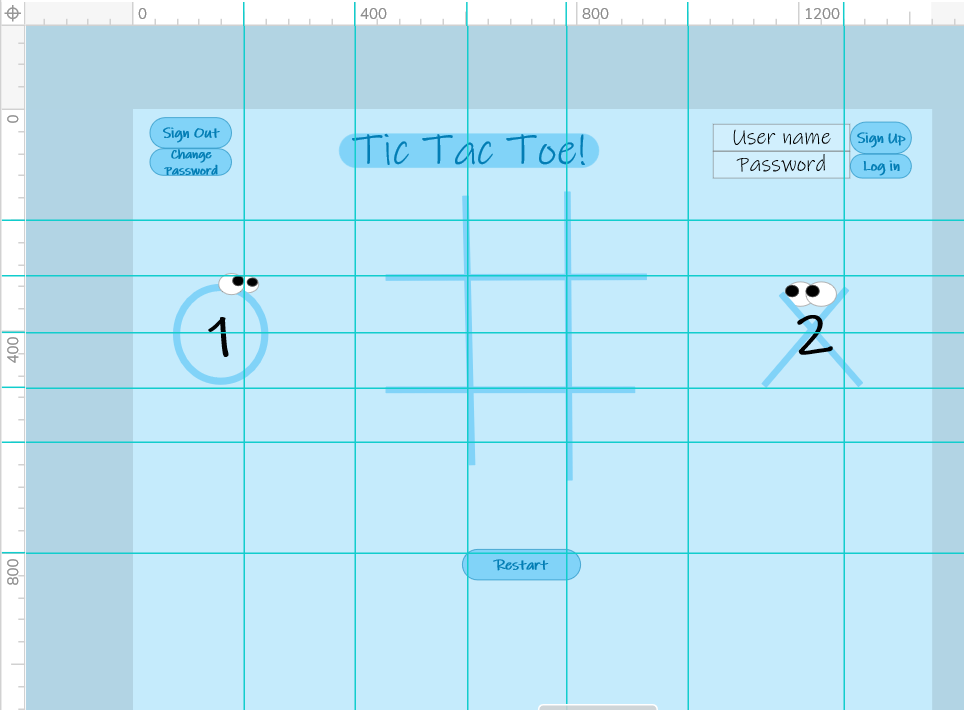 0 400 800 1200
0
400
800
Sign Out
Change
Password
Tic Tac Toe!
User name
Password
Sign Up
Log in
1
2
Restart